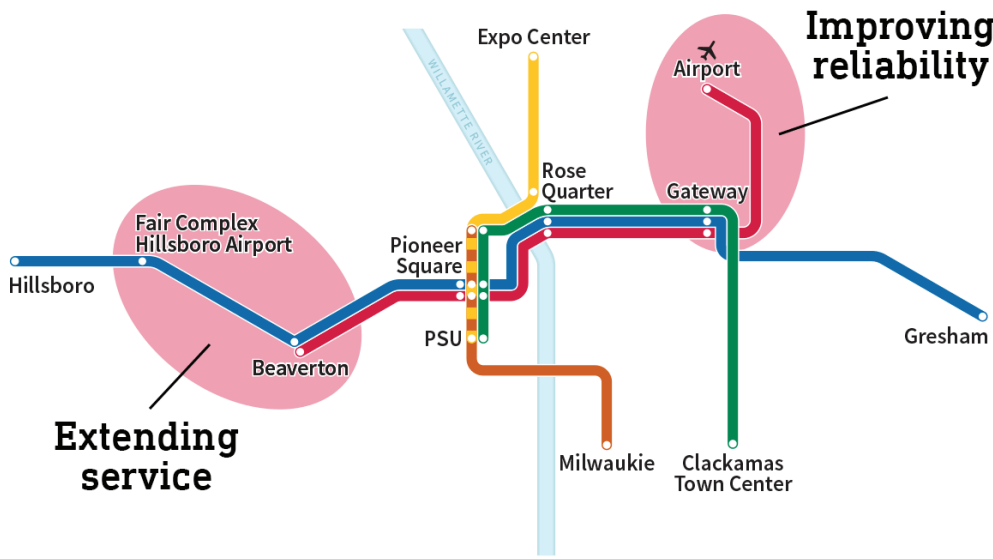 Improving
reliability
Expo Center
Airport
WILLAMETTE RIVER
Rose
Quarter
Gateway
Fair Complex
Hillsboro Airport
Pioneer
Square
Hillsboro
PSU
Gresham
Beaverton
Extending
service
Milwaukie
Clackamas
Town Center